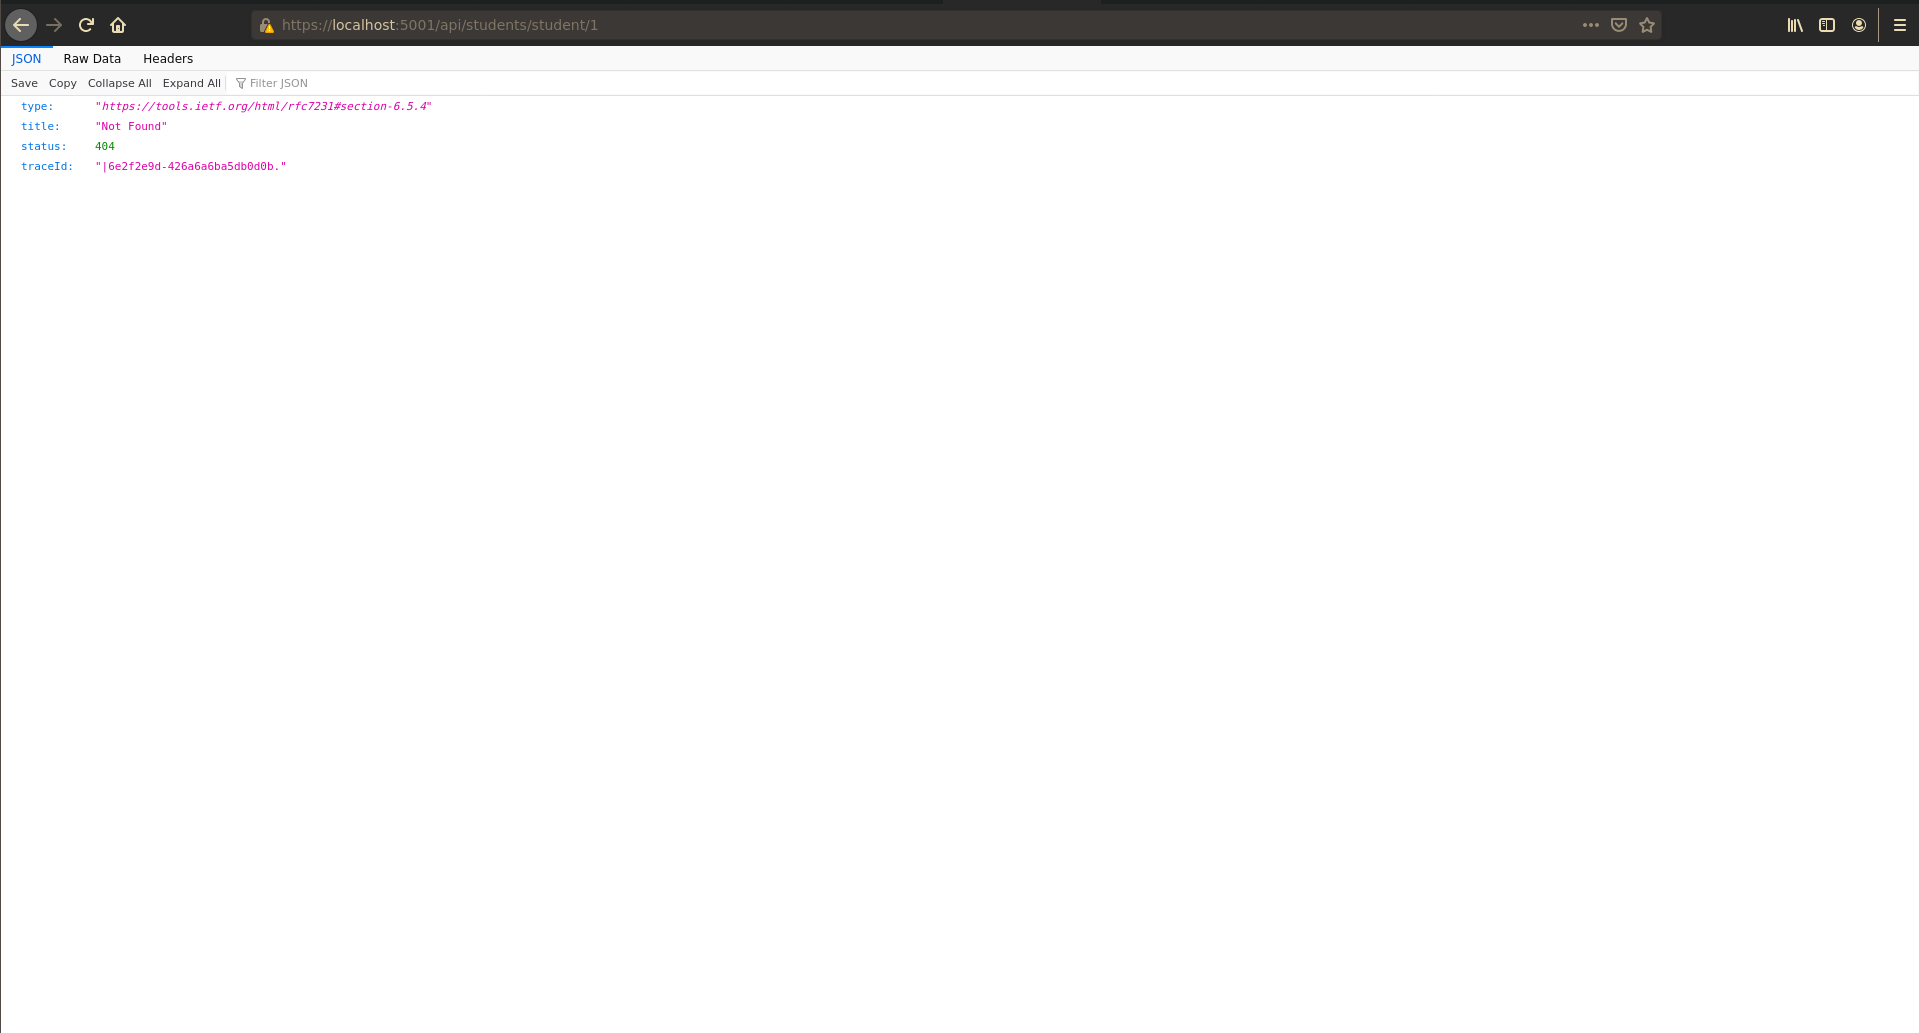 https://localhost:5001/api/students/student/1
JSON Raw Data Headers
Save Copy Collapse All Expand All Filter JSON
type: "https://tools.ietf.org/html/rfc7231#section-6.5.4"
title: "Not Found"
status: 404
traceId: "|6e2f2e9d-426a6a6ba5db0d0b."